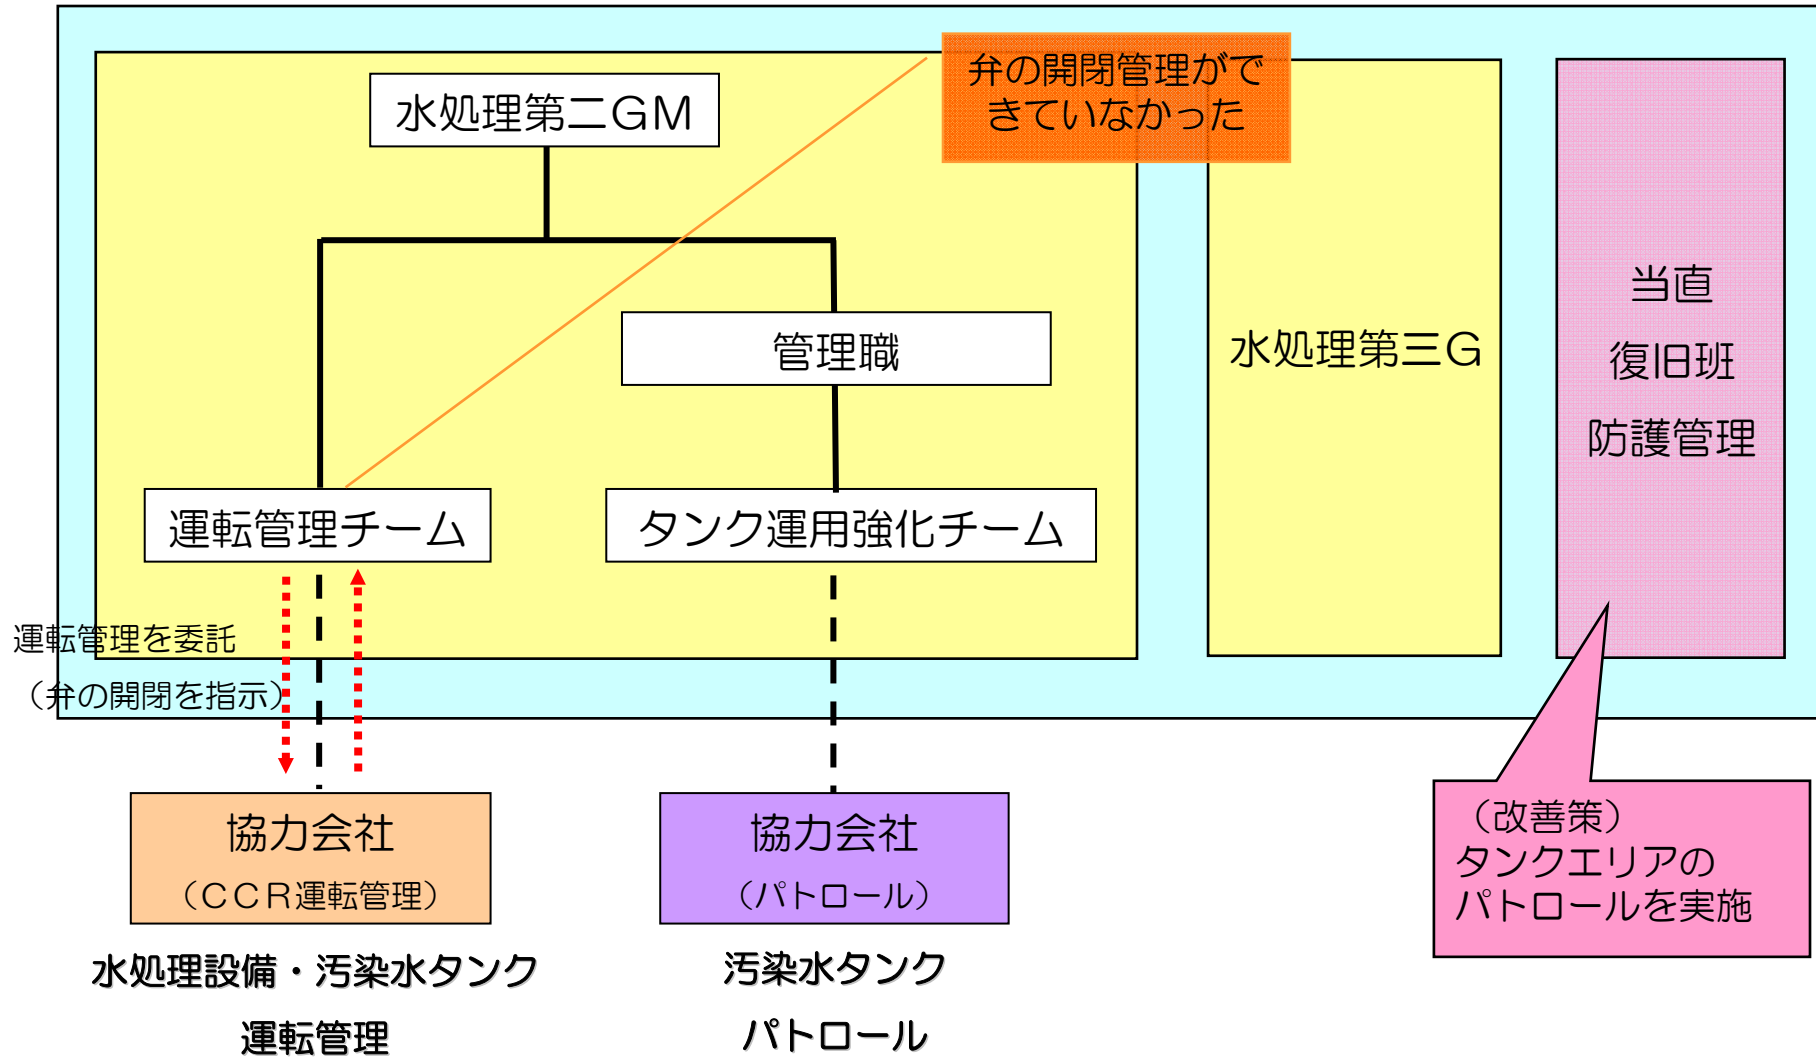 弁の開閉管理がで
きていなかった
水処理第二GM
当直
復旧班
防護管理
管理職
水処理第三G
運転管理チーム
タンク運用強化チーム
運転管理を委託
（弁の開閉を指示）
協力会社
（CCR運転管理）
協力会社
（パトロール）
（改善策）
タンクエリアの
パトロールを実施
水処理設備・汚染水タンク
運転管理
汚染水タンク
パトロール